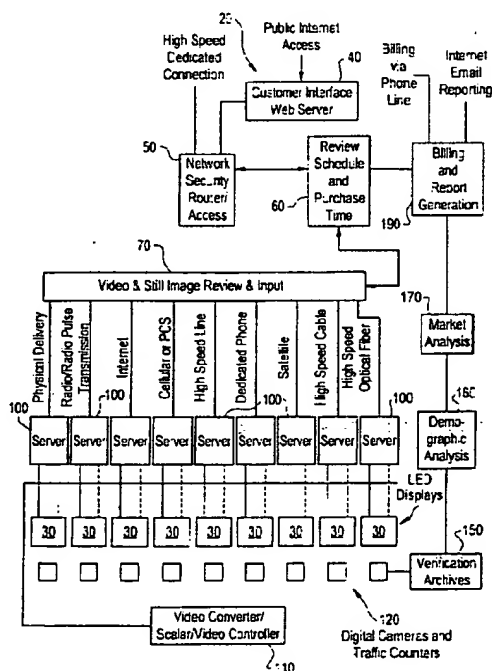 25
Public Internet
Access
High Speed
Dedicated
Connection
40
Customer Interface
Web Server
Billing
via
Phone
Line
Internet
Email
Reporting
50
Network
Security
Router/
Access
60
Review
Schedule
and
Purchase
Time
Billing
and
Report
Generation
190
70
Video & Still Image Review & Input
170
Market
Analysis
Physical Delivery
Radio/Radio Pulse
Transmission
Internet
Cellular or PCS
High Speed Line
Dedicated Phone
Satellite
High Speed Cable
High Speed
Optical Fiber
100
100
100
100
Server
Server
Server
Server
Server
Server
Server
Server
Server
160
Demo-
graphic
Analysis
LED
Displays
30
30
30
30
30
30
30
30
30
150
Verification
Archives
120
Digital Cameras and
Traffic Counters
Video Converter/
Scalar/Video Controller
110